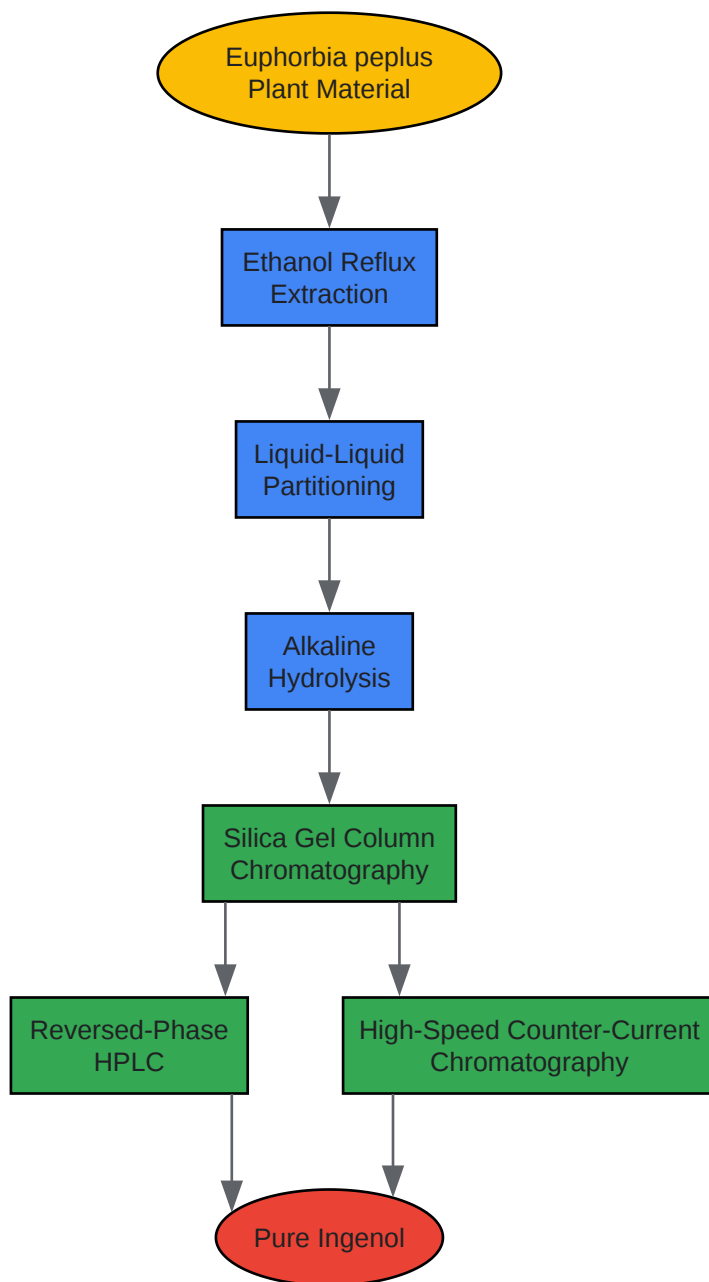 Euphorbia peplus
Plant Material
Ethanol Reflux
Extraction
Liquid-Liquid
Partitioning
Alkaline
Hydrolysis
Silica Gel Column
Chromatography
Reversed-Phase
HPLC
High-Speed Counter-Current
Chromatography
Pure Ingenol